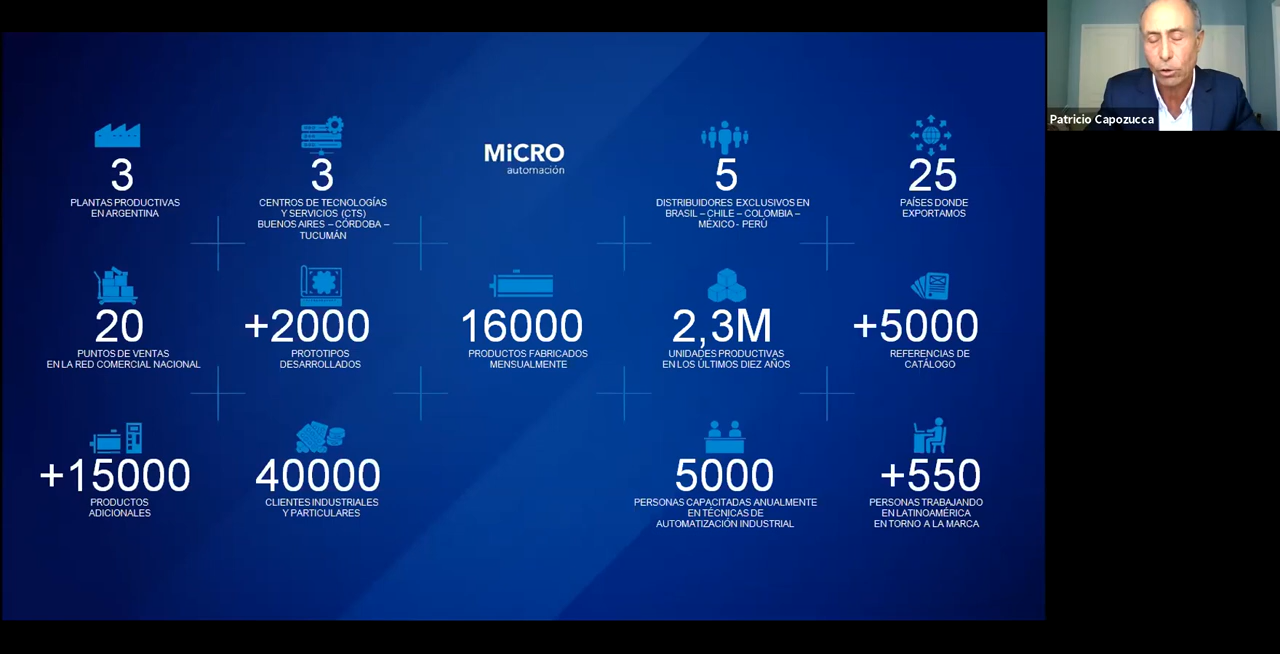 Patricio Capozucca
MiCRO
automación
3
PLANTAS PRODUCTIVAS
EN ARGENTINA
3
CENTROS DE TECNOLOGÍAS
Y SERVICIOS (CTS)
BUENOS AIRES – CÓRDOBA –
TUCUMÁN
5
DISTRIBUIDORES EXCLUSIVOS EN
BRASIL – CHILE – COLOMBIA –
MÉXICO - PERÚ
25
PAÍSES DONDE
EXPORTAMOS
20
PUNTOS DE VENTAS
EN LA RED COMERCIAL NACIONAL
+2000
PROTOTIPOS
DESARROLLADOS
16000
PRODUCTOS FABRICADOS
MENSUALMENTE
2,3M
UNIDADES PRODUCTIVAS
EN LOS ÚLTIMOS DIEZ AÑOS
+5000
REFERENCIAS DE
CATÁLOGO
+15000
PRODUCTOS
ADICIONALES
40000
CLIENTES INDUSTRIALES
Y PARTICULARES
5000
PERSONAS CAPACITADAS ANUALMENTE
EN TÉCNICAS DE
AUTOMATIZACIÓN INDUSTRIAL
+550
PERSONAS TRABAJANDO
EN LATINOAMÉRICA
EN TORNO A LA MARCA